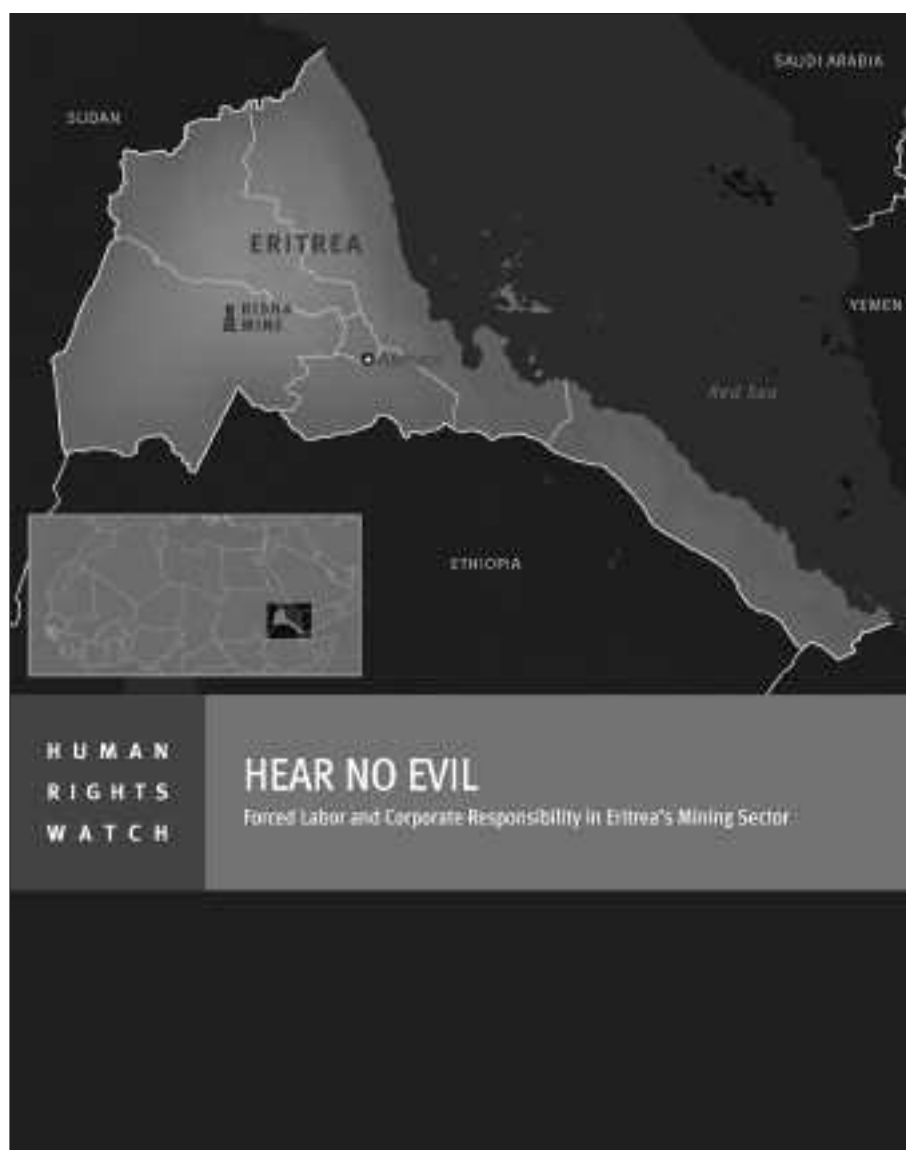 SAUDI ARABIA
SUDAN
ERITREA
BISHA
MINE
YEMEN
Asmara
Red Sea
ETHIOPIA
HUMAN
RIGHTS
WATCH
HEAR NO EVIL
Forced Labor and Corporate Responsibility in Eritrea's Mining Sector